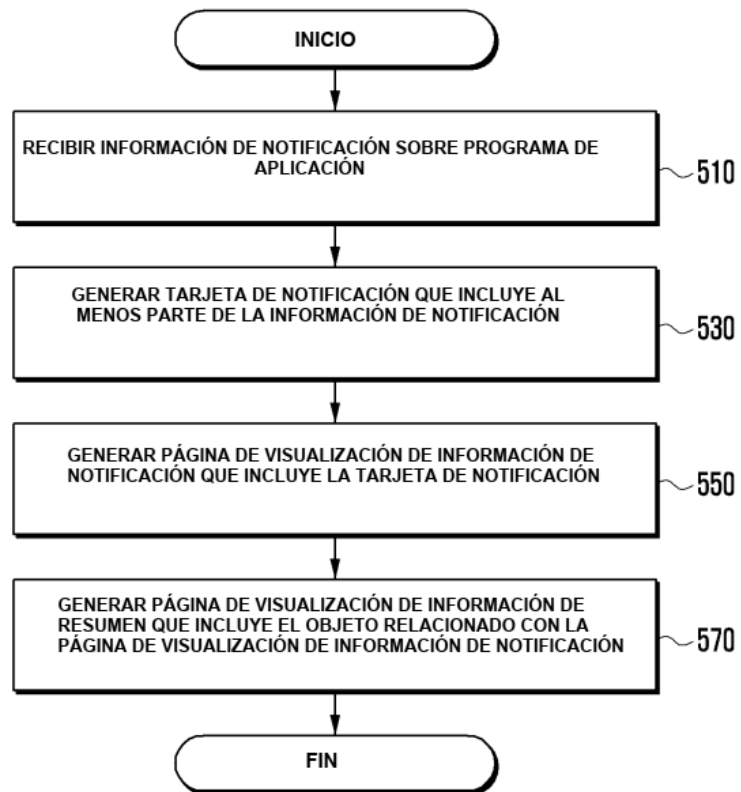 INICIO
RECIBIR INFORMACIÓN DE NOTIFICACIÓN SOBRE PROGRAMA DE
APLICACIÓN
510
GENERAR TARJETA DE NOTIFICACIÓN QUE INCLUYE AL
MENOS PARTE DE LA INFORMACIÓN DE NOTIFICACIÓN
530
GENERAR PÁGINA DE VISUALIZACIÓN DE INFORMACIÓN DE
NOTIFICACIÓN QUE INCLUYE LA TARJETA DE NOTIFICACIÓN
550
GENERAR PÁGINA DE VISUALIZACIÓN DE INFORMACIÓN DE
RESUMEN QUE INCLUYE EL OBJETO RELACIONADO CON LA
PÁGINA DE VISUALIZACIÓN DE INFORMACIÓN DE NOTIFICACIÓN
570
FIN